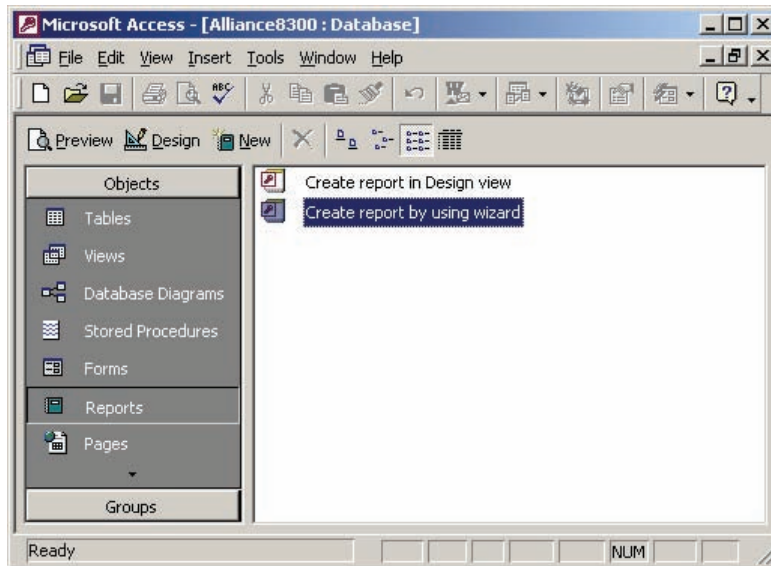 Microsoft Access - [Alliance8300 : Database]
File Edit View Insert Tools Window Help
ABC
Preview Design New
Objects
Tables
Views
Database Diagrams
Stored Procedures
Forms
Reports
Pages
Groups
Create report in Design view
Create report by using wizard
Ready
NUM